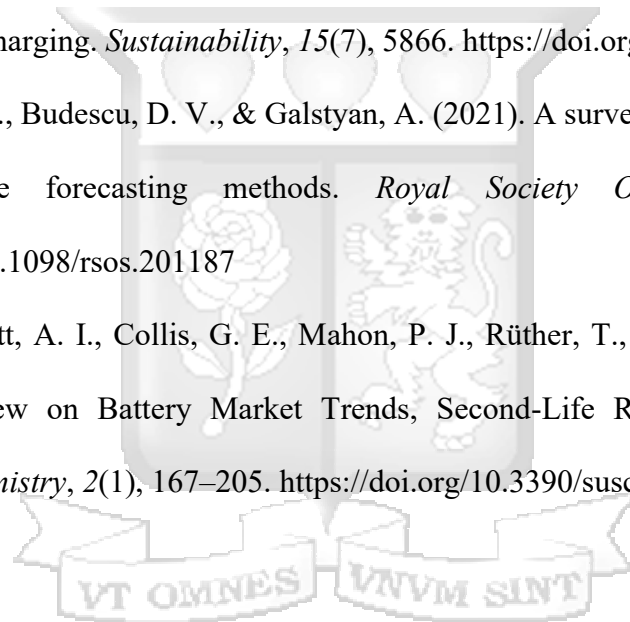 narging. Sustainability, 15(7), 5866. https://doi.org
., Budescu, D. V., & Galstyan, A. (2021). A surve
e forecasting methods. Royal Society O
.1098/rsos.201187
tt, A. I., Collis, G. E., Mahon, P. J., Rüther, T.,
ew on Battery Market Trends, Second-Life R
mistry, 2(1), 167–205. https://doi.org/10.3390/susc
VT OMNES VNVM SINT